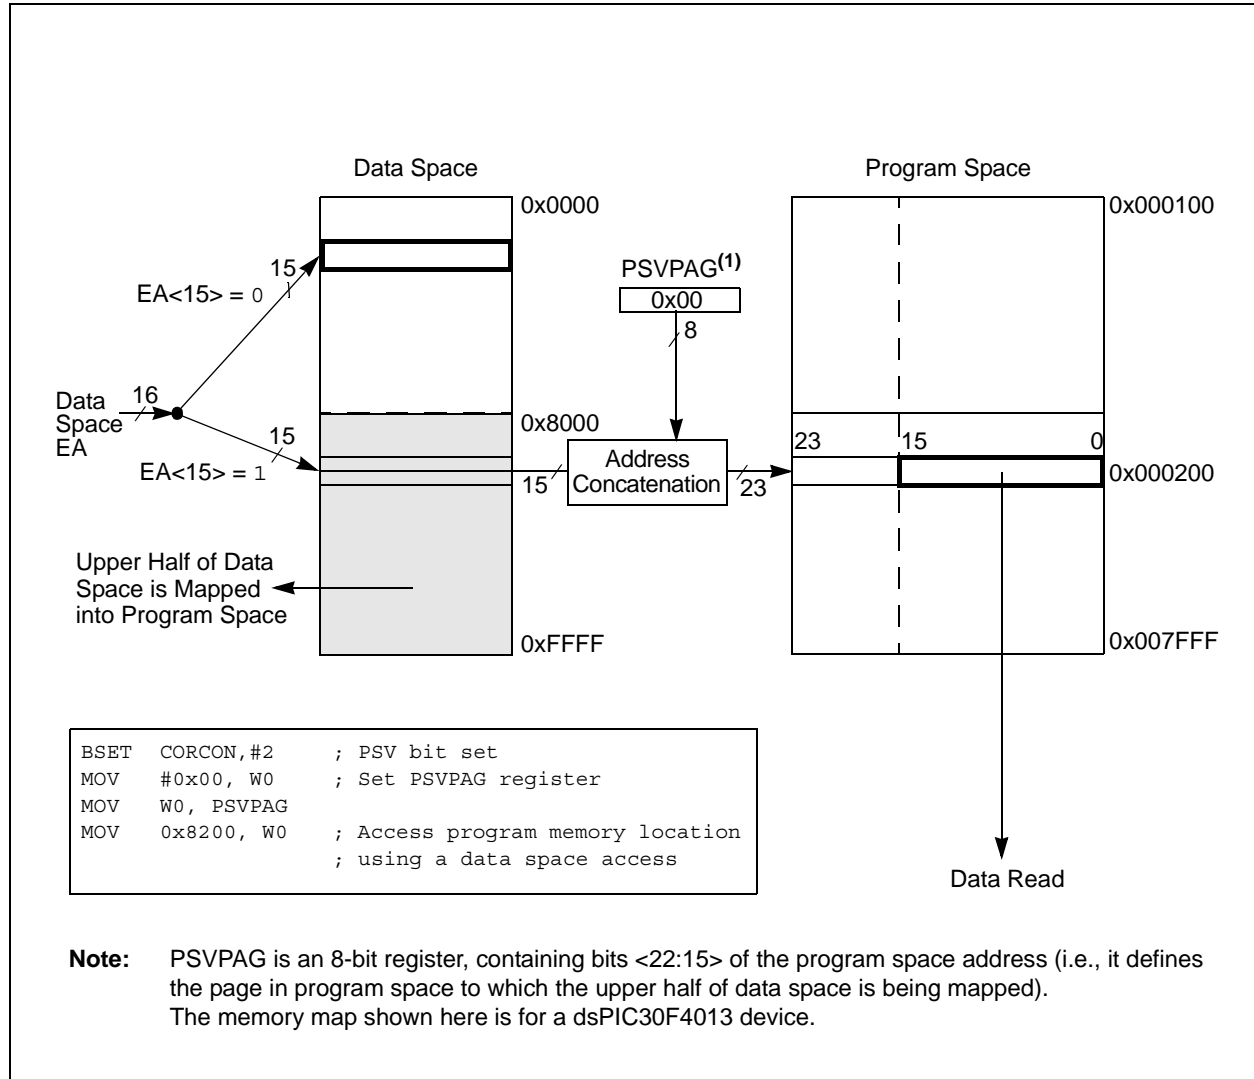 Data Space
Program Space
0x0000
0x000100
15
EA<15> = 0
PSVPAG(1)
0x00
8
16
Data
Space
EA
0x8000
15
EA<15> = 1
15
Address
Concatenation
23
23 15 0
0x000200
Upper Half of Data
Space is Mapped
into Program Space
0xFFFF
0x007FFF
BSET CORCON,#2 ; PSV bit set
MOV #0x00, W0 ; Set PSVPAG register
MOV W0, PSVPAG
MOV 0x8200, W0 ; Access program memory location
; using a data space access
Data Read
Note: PSVPAG is an 8-bit register, containing bits <22:15> of the program space address (i.e., it defines
the page in program space to which the upper half of data space is being mapped).
The memory map shown here is for a dsPIC30F4013 device.